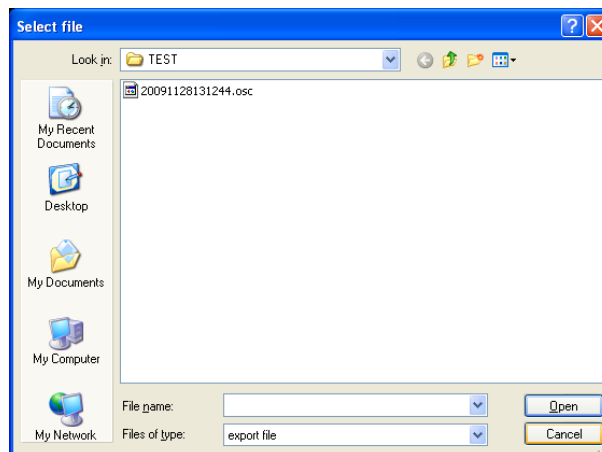 Select file
Look in: TEST
20091128131244.osc
My Recent
Documents
Desktop
My Documents
My Computer
My Network
File name:
Open
Files of type: export file
Cancel